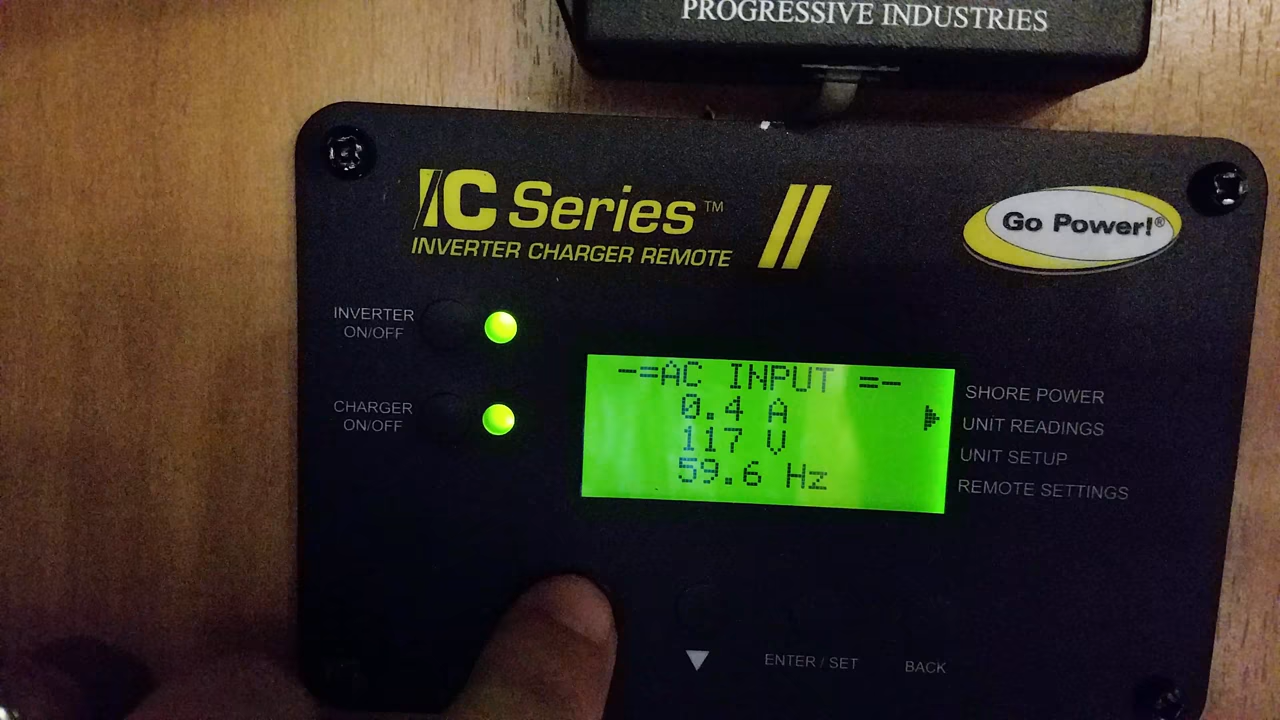 PROGRESSIVE INDUSTRIES
IC Series™ II
INVERTER CHARGER REMOTE
Go Power!®
INVERTER
ON/OFF
CHARGER
ON/OFF
-=AC INPUT =-
0.4 A
117 V
59.6 Hz
SHORE POWER
UNIT READINGS
UNIT SETUP
REMOTE SETTINGS
ENTER / SET
BACK